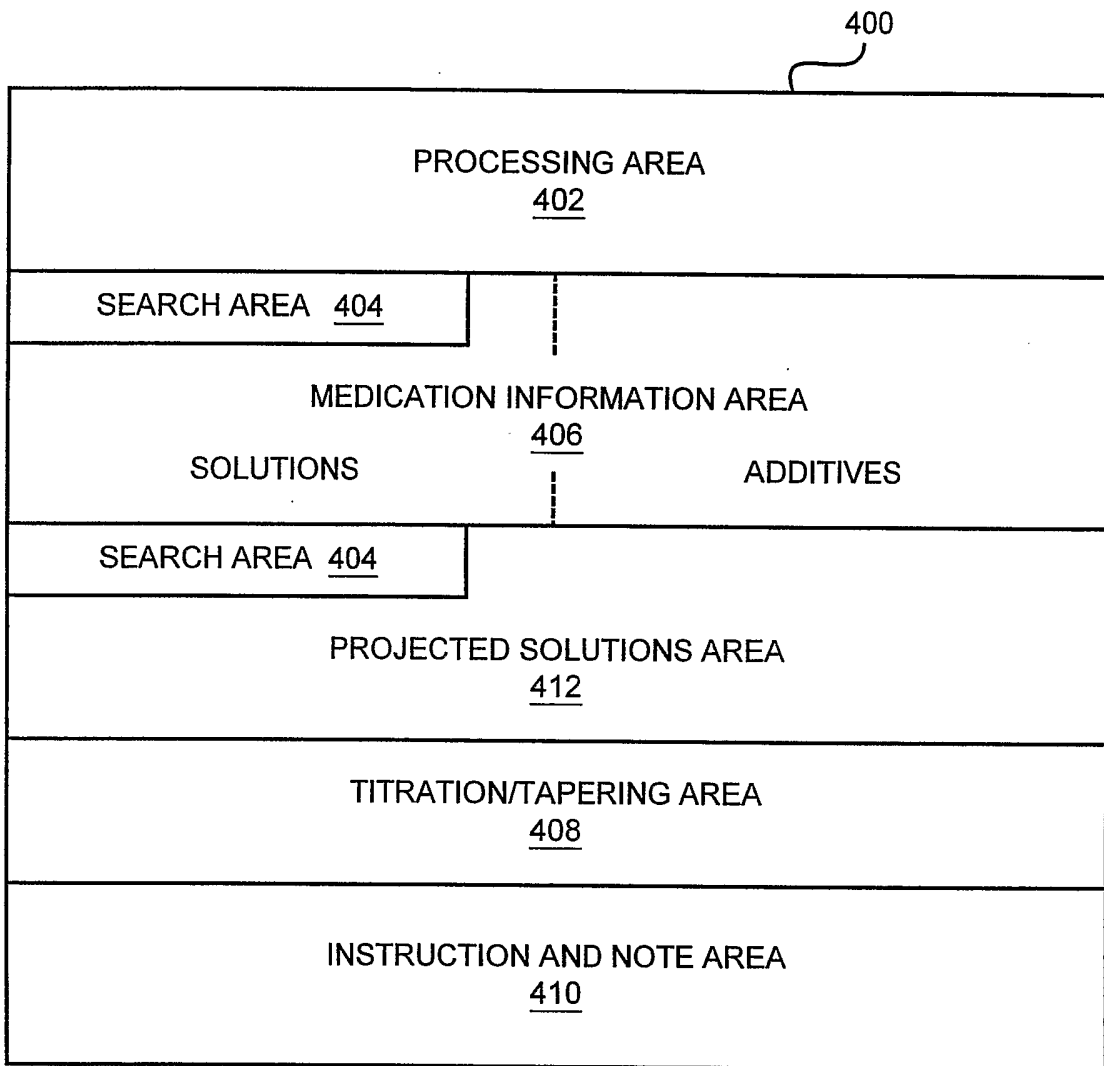 400
PROCESSING AREA
402
SEARCH AREA 404
MEDICATION INFORMATION AREA
406
SOLUTIONS ADDITIVES
SEARCH AREA 404
PROJECTED SOLUTIONS AREA
412
TITRATION/TAPERING AREA
408
INSTRUCTION AND NOTE AREA
410